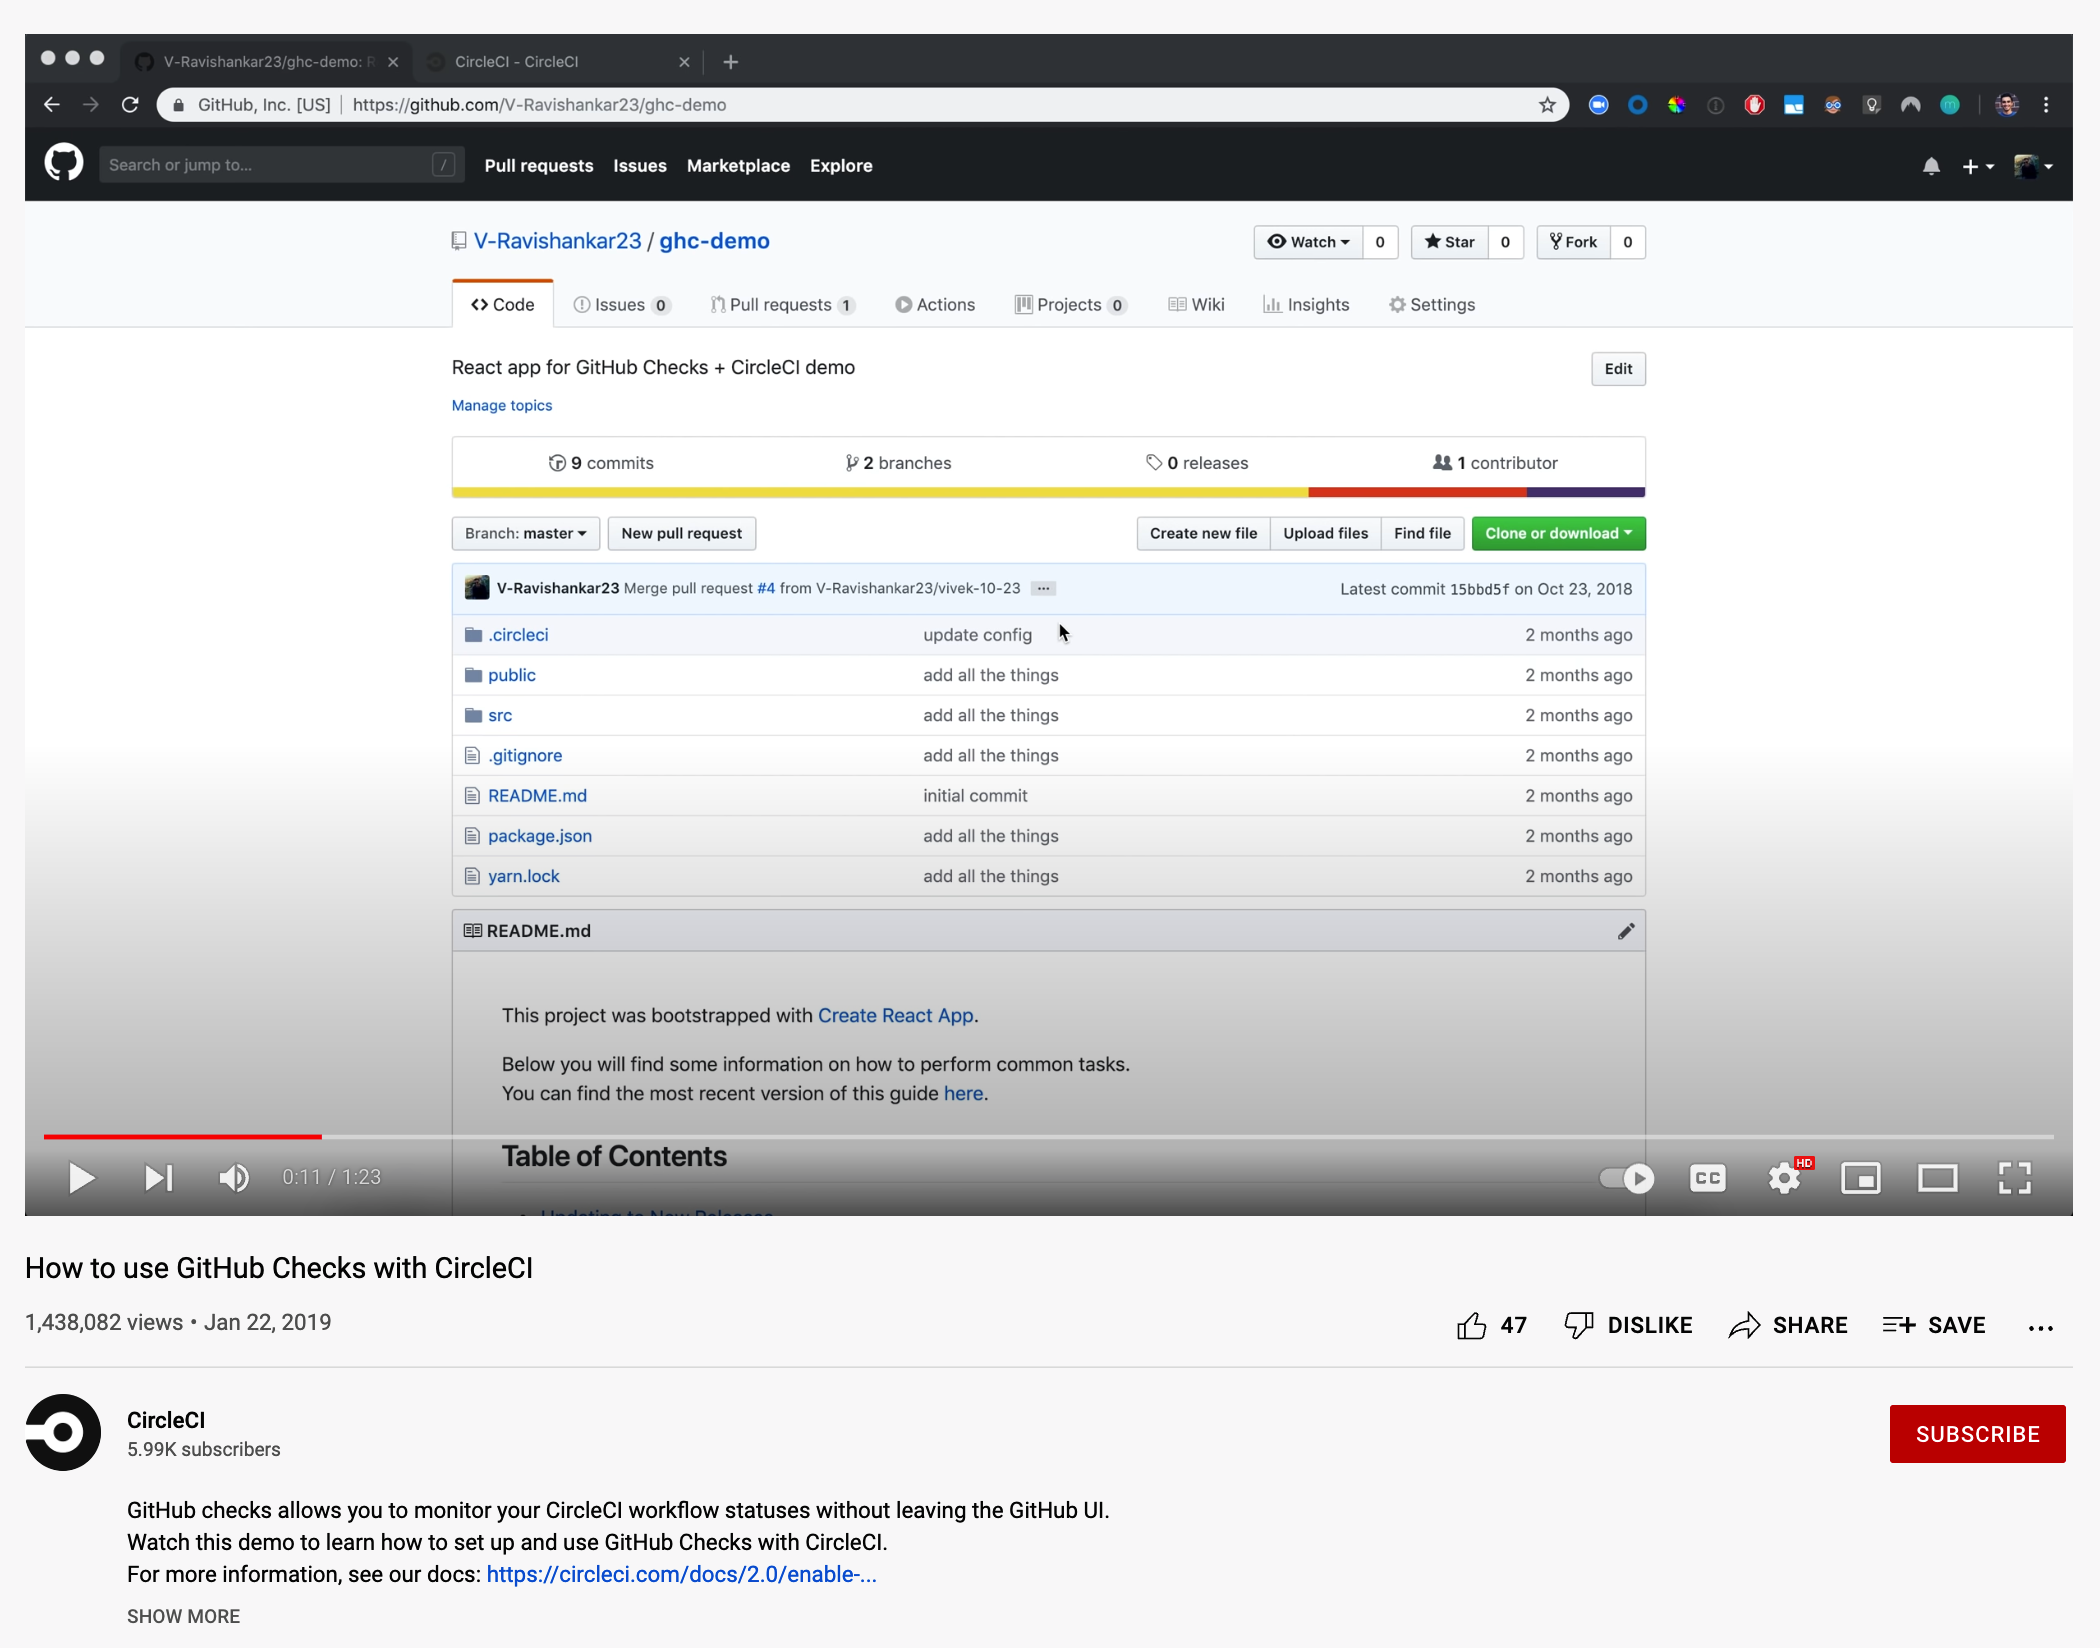 V-Ravishankar23/ghc-demo: R
CircleCI - CircleCI
GitHub, Inc. [US] https://github.com/V-Ravishankar23/ghc-demo
Search or jump to... / Pull requests Issues Marketplace Explore
V-Ravishankar23 / ghc-demo
Watch 0 Star 0 Fork 0
Code Issues 0 Pull requests 1 Actions Projects 0 Wiki Insights Settings
React app for GitHub Checks + CircleCI demo
Edit
Manage topics
9 commits 2 branches 0 releases 1 contributor
Branch: master New pull request Create new file Upload files Find file Clone or download
V-Ravishankar23 Merge pull request #4 from V-Ravishankar23/vivek-10-23 ... Latest commit 15bbd5f on Oct 23, 2018
.circleci update config 2 months ago
public add all the things 2 months ago
src add all the things 2 months ago
.gitignore add all the things 2 months ago
README.md initial commit 2 months ago
package.json add all the things 2 months ago
yarn.lock add all the things 2 months ago
README.md
This project was bootstrapped with Create React App.
Below you will find some information on how to perform common tasks.
You can find the most recent version of this guide here.
Table of Contents
Updating to New Releases
0:11 / 1:23 CC HD
How to use GitHub Checks with CircleCI
1,438,082 views • Jan 22, 2019
47 DISLIKE SHARE SAVE ...
CircleCI
5.99K subscribers
SUBSCRIBE
GitHub checks allows you to monitor your CircleCI workflow statuses without leaving the GitHub UI.
Watch this demo to learn how to set up and use GitHub Checks with CircleCI.
For more information, see our docs: https://circleci.com/docs/2.0/enable-...
SHOW MORE